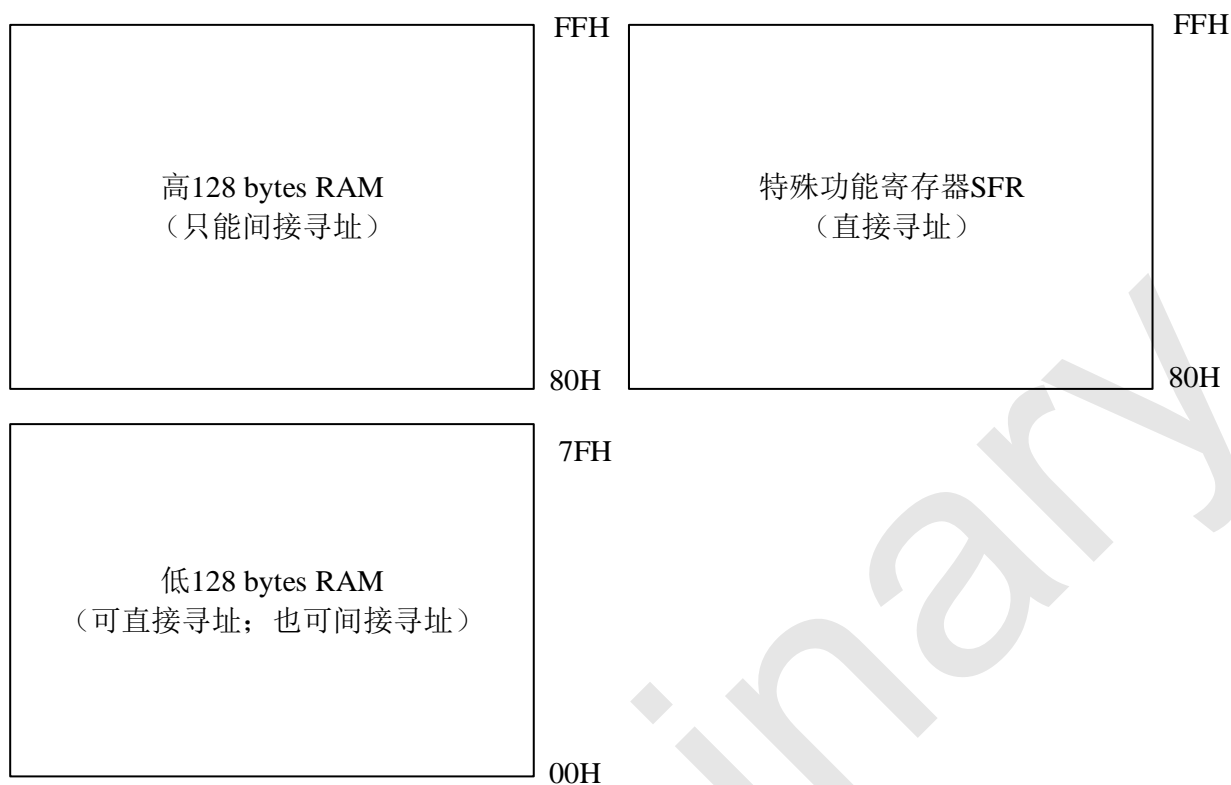 FFH
高128 bytes RAM
（只能间接寻址）
80H
FFH
特殊功能寄存器SFR
（直接寻址）
80H
7FH
低128 bytes RAM
（可直接寻址；也可间接寻址）
00H
inary